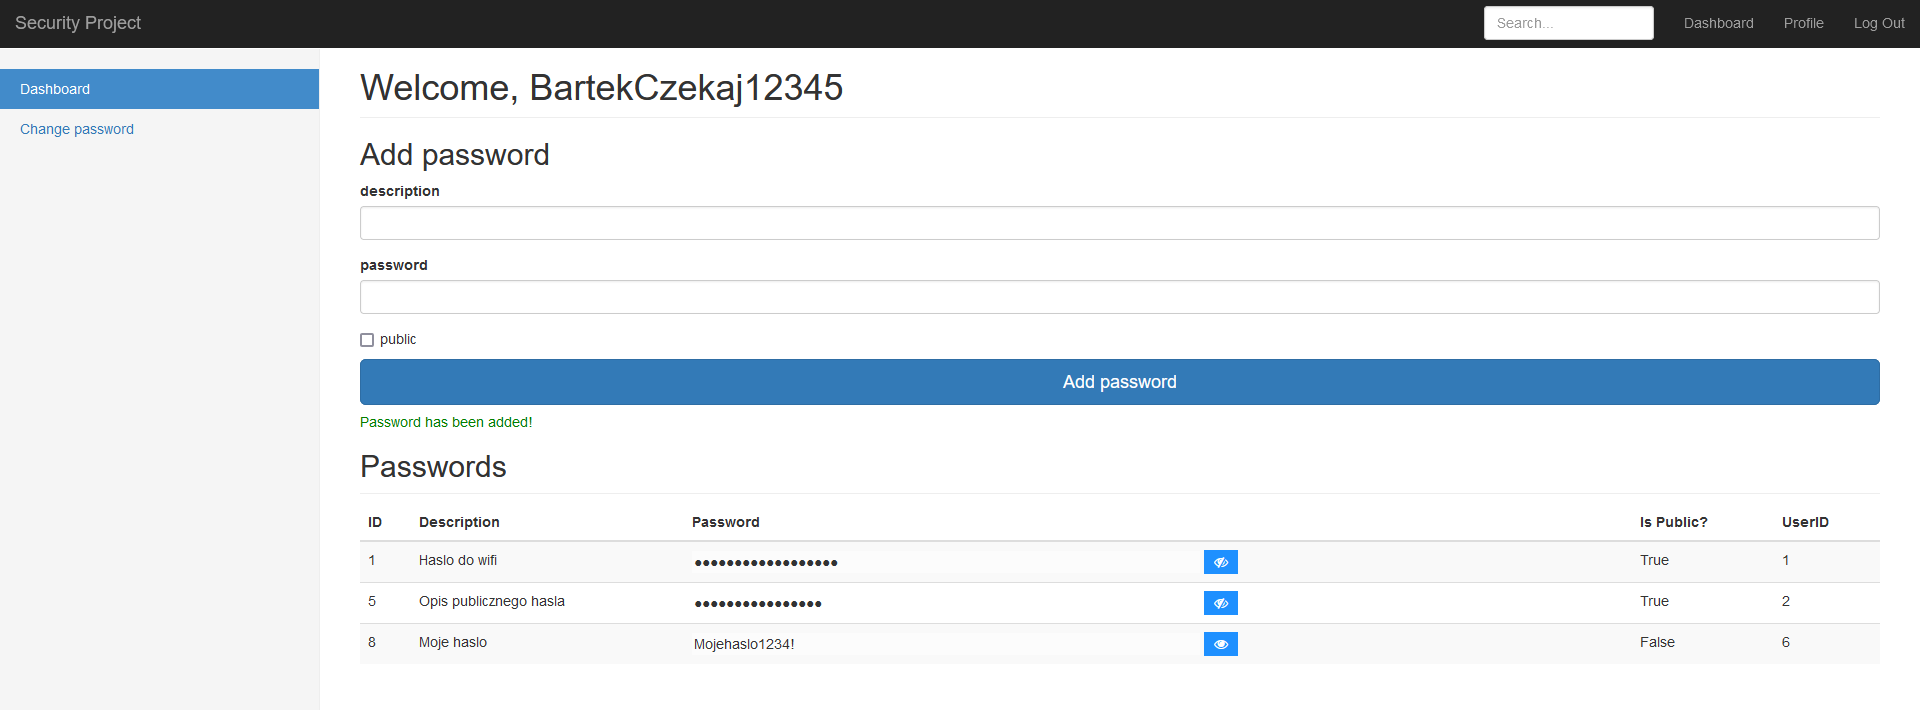 Security Project
Search...
Dashboard
Profile
Log Out
Dashboard
Change password
Welcome, BartekCzekaj12345
Add password
description
password
public
Add password
Password has been added!
Passwords
ID Description Password Is Public? UserID
1 Haslo do wifi •••••••••••••••••• True 1
5 Opis publicznego hasla •••••••••••••••• True 2
8 Moje haslo Mojehaslo1234! False 6